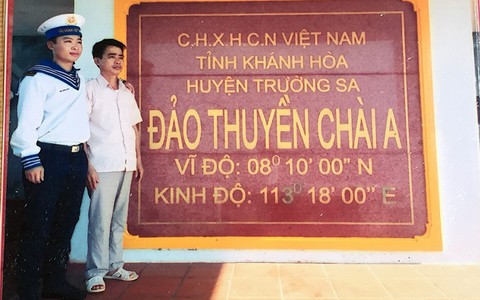 C.H.X.H.C.N VIỆT NAM
TỈNH KHÁNH HÒA
HUYỆN TRƯỜNG SA
ĐẢO THUYỀN CHÀI A
VĨ ĐỘ: 08⁰ 10' 00" N
KINH ĐỘ: 113⁰ 18' 00" E